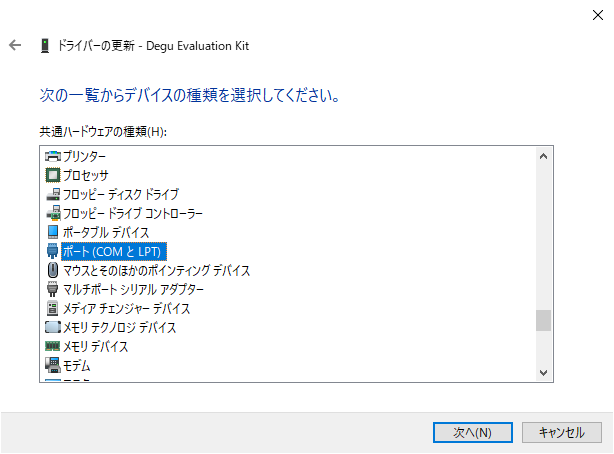 ドライバーの更新 - Degu Evaluation Kit
次の一覧からデバイスの種類を選択してください。
共通ハードウェアの種類(H):
プリンター
プロセッサ
フロッピー ディスク ドライブ
フロッピー ドライブ コントローラー
ポータブル デバイス
ポート (COM と LPT)
マウスとそのほかのポインティング デバイス
マルチポート シリアル アダプター
メディア チェンジャー デバイス
メモリ テクノロジ デバイス
メモリ デバイス
モデム
次へ(N)
キャンセル